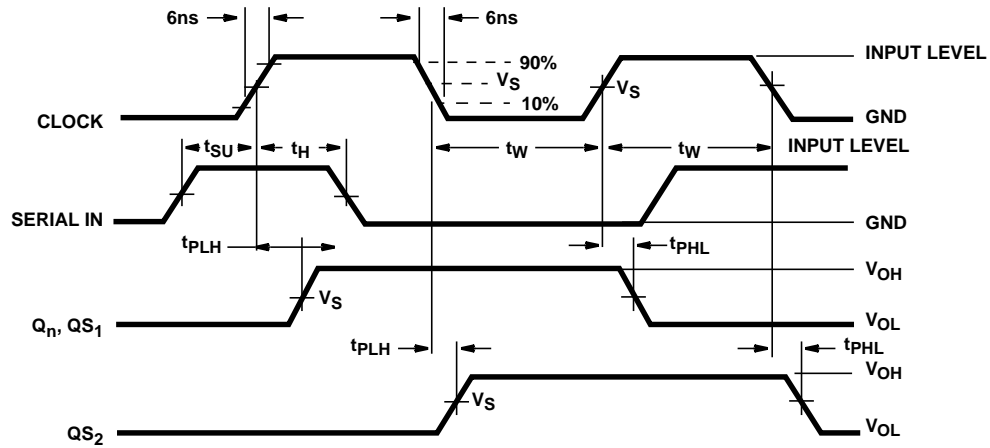 6ns 6ns
INPUT LEVEL
90%
VS VS
10%
CLOCK GND
tSU tH tW tW INPUT LEVEL
SERIAL IN GND
tPLH tPHL
VOH
VS
Qn, QS1 VOL
tPLH tPHL
VOH
VS
QS2 VOL